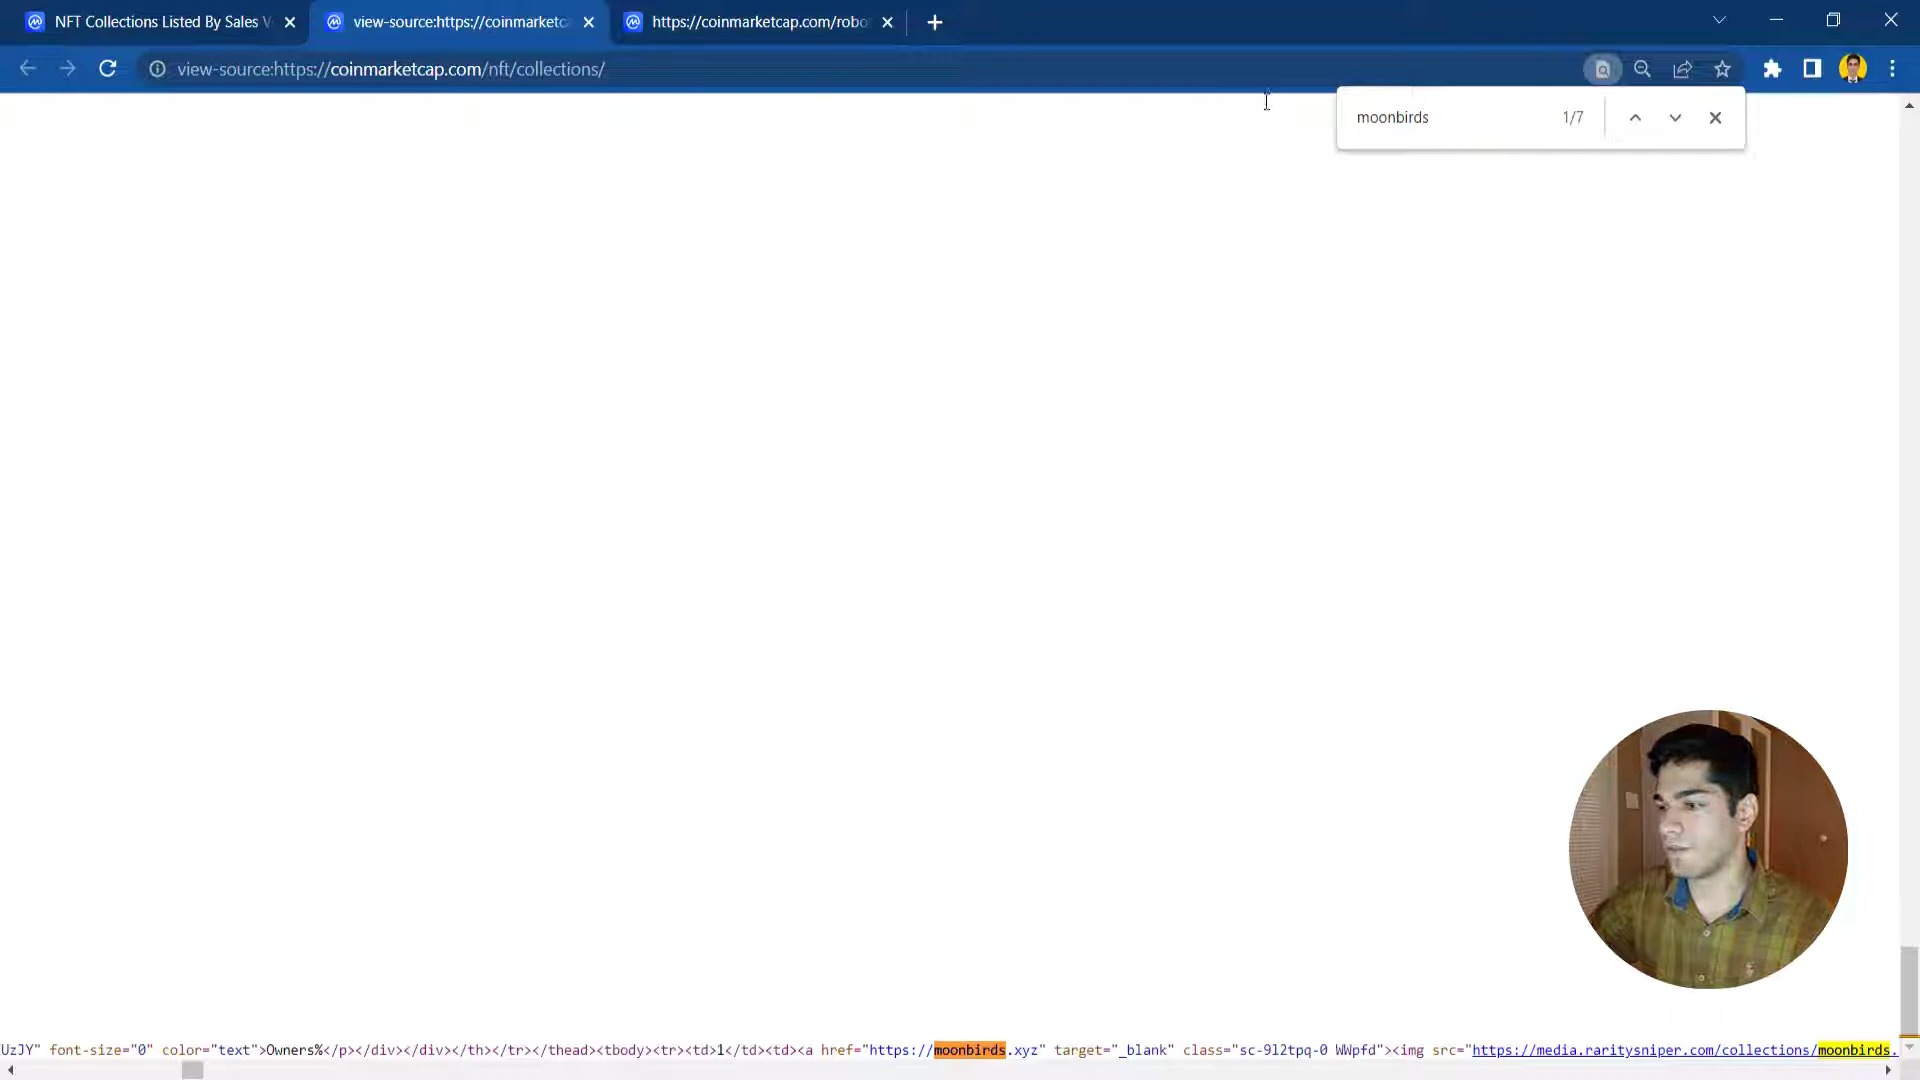 NFT Collections Listed By Sales V
view-source:https://coinmarketc
https://coinmarketcap.com/robo
view-source:https://coinmarketcap.com/nft/collections/
moonbirds 1/7
UzJY" font-size="0" color="text">Owners%</p></div></div></th></tr></thead><tbody><tr><td>1</td><td><a href="https://moonbirds.xyz" target="_blank" class="sc-9l2tpq-0 WWpfd"><img src="https://media.raritysniper.com/collections/moonbirds.